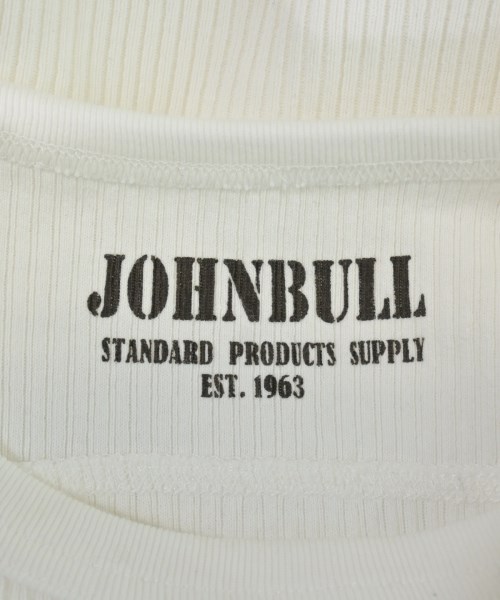 JOHNBULL
STANDARD PRODUCTS SUPPLY
EST. 1963